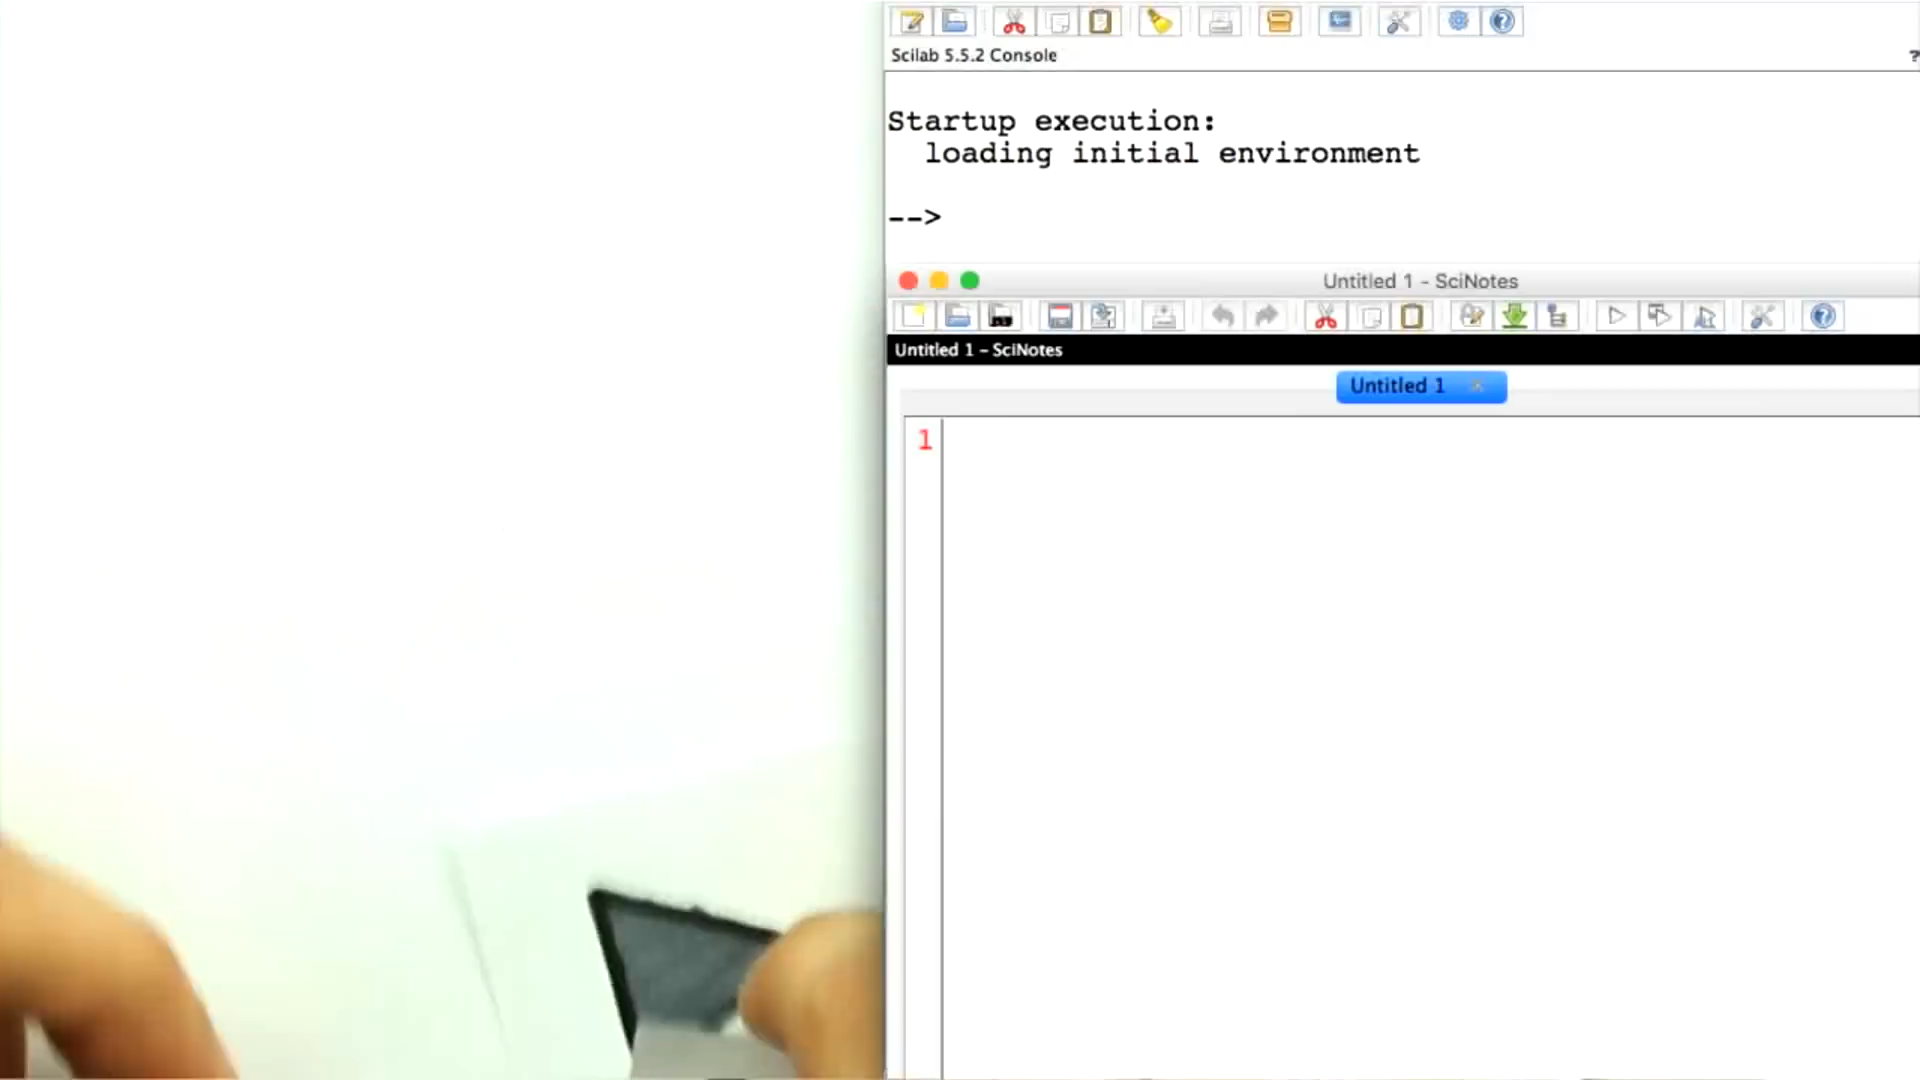 Scilab 5.5.2 Console
?
Startup execution:
loading initial environment
-->
Untitled 1 - SciNotes
Untitled 1 - SciNotes
Untitled 1
1